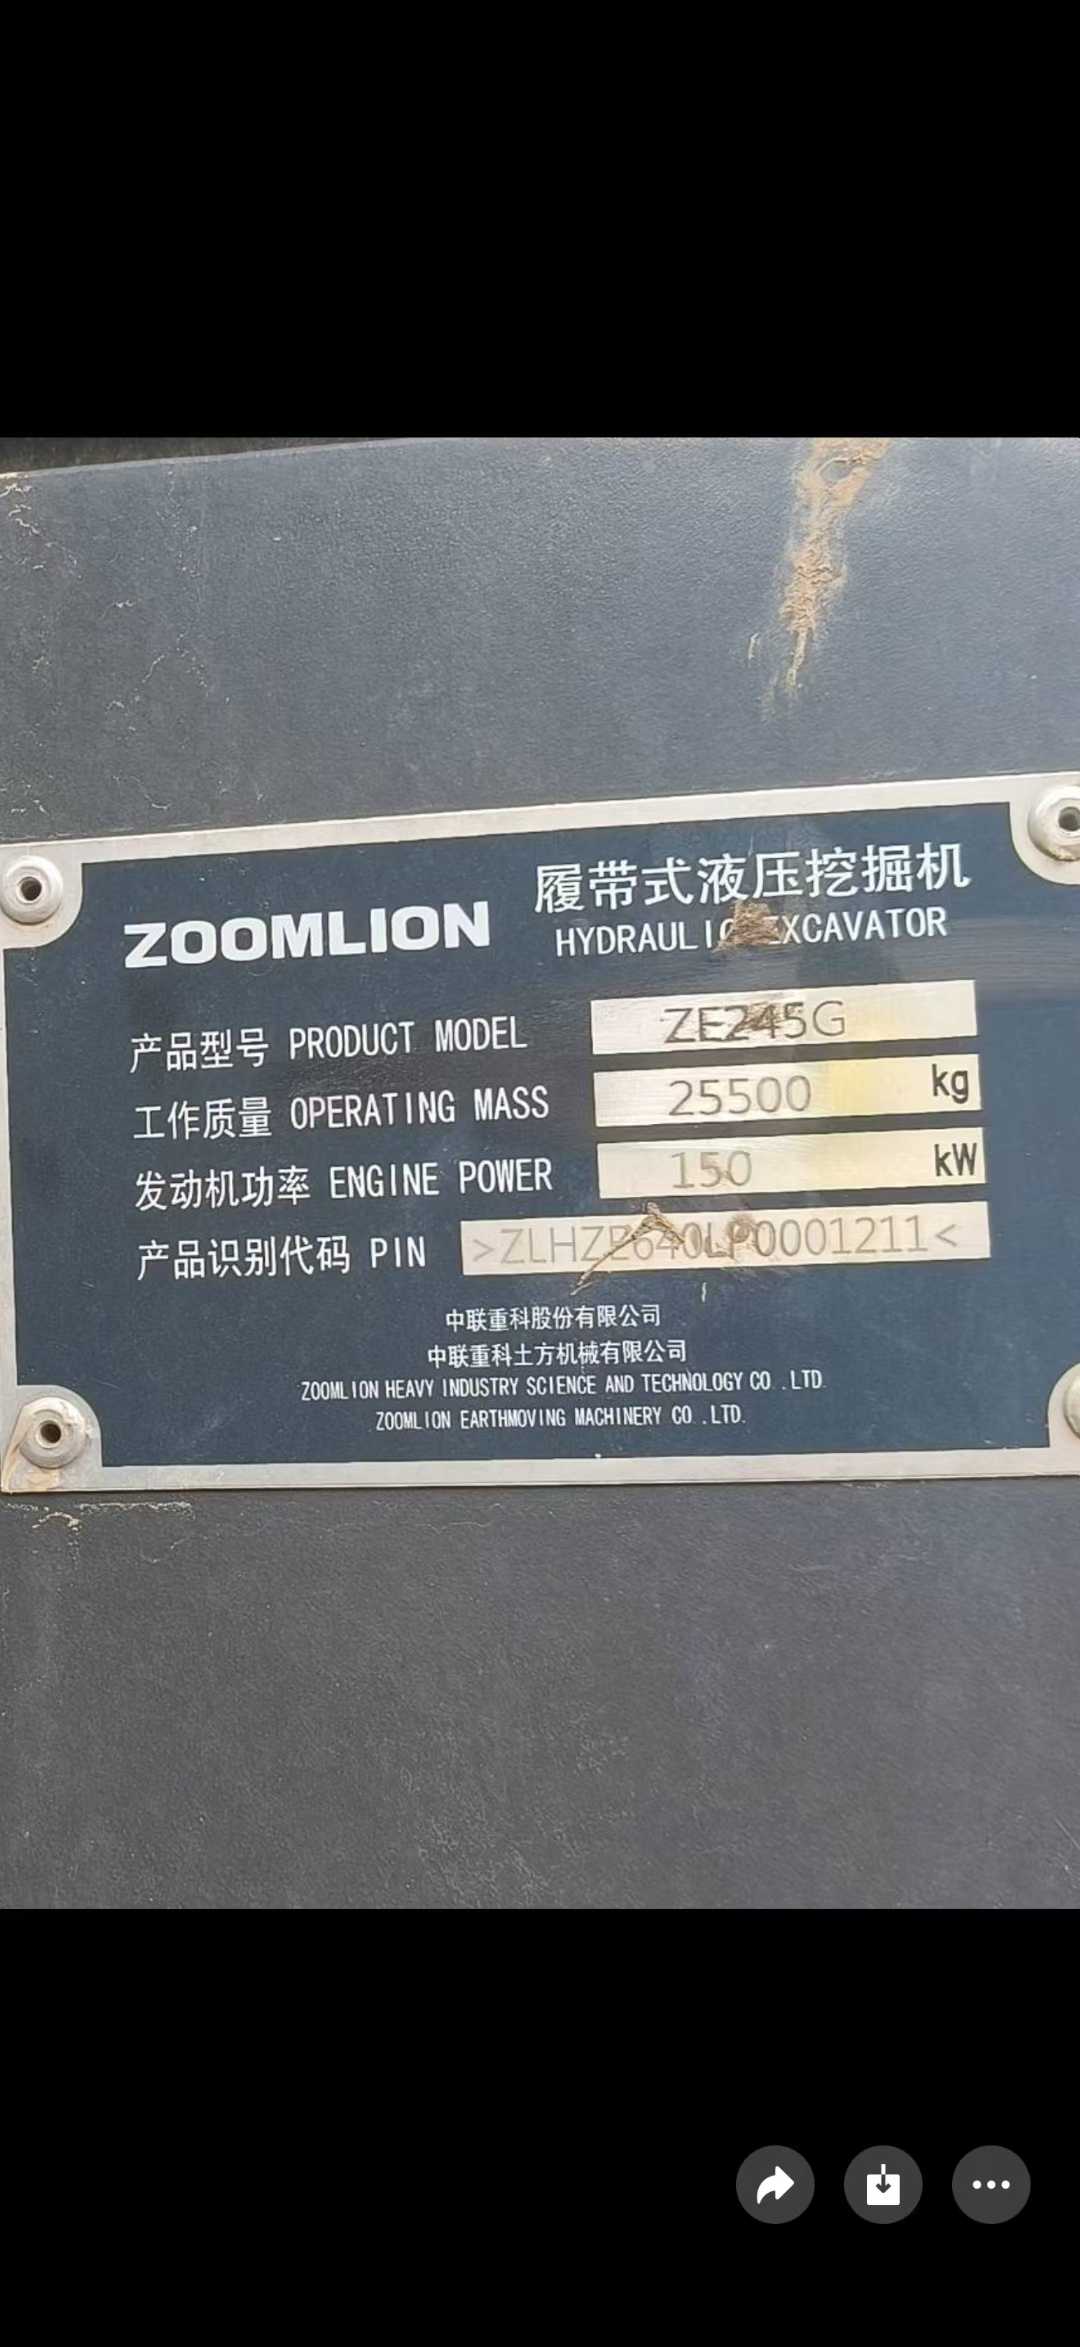 ZOOMLION
履带式液压挖掘机
HYDRAULIC EXCAVATOR
产品型号 PRODUCT MODEL ZE245G
工作质量 OPERATING MASS 25500 kg
发动机功率 ENGINE POWER 150 kW
产品识别代码 PIN
中联重科股份有限公司
中联重科土方机械有限公司
ZOOMLION HEAVY INDUSTRY SCIENCE AND TECHNOLOGY CO.,LTD.
ZOOMLION EARTHMOVING MACHINERY CO.,LTD.